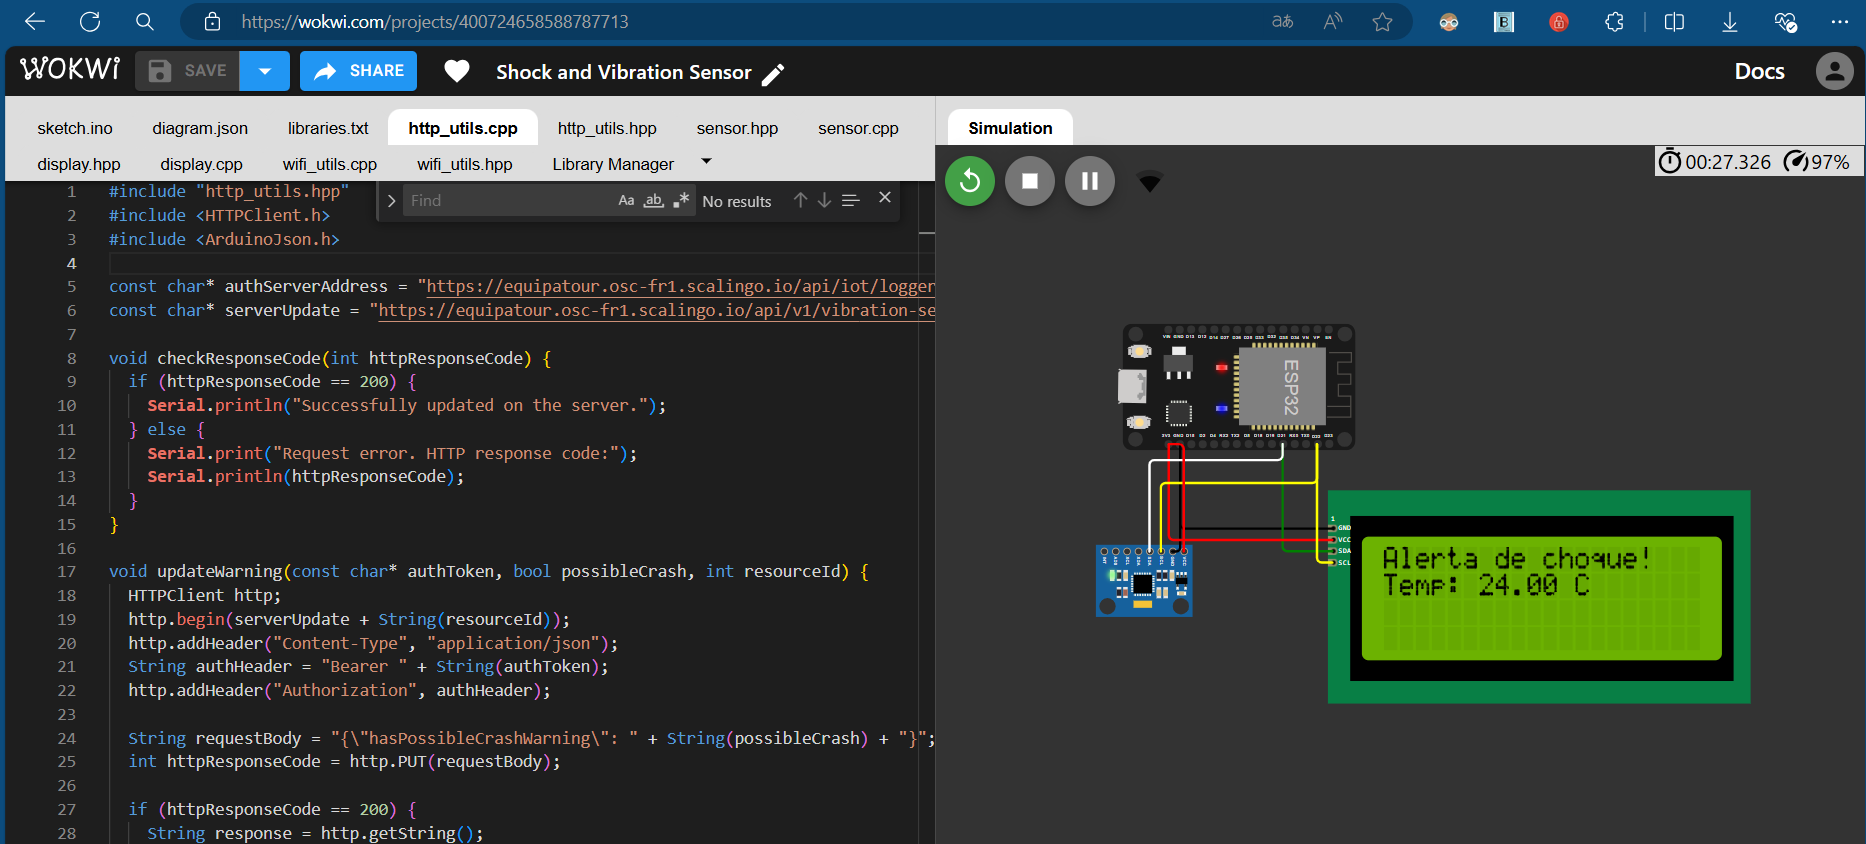 https://wokwi.com/projects/400724658588787713
WOKWI
SAVE
SHARE
Shock and Vibration Sensor
Docs
sketch.ino
diagram.json
libraries.txt
http_utils.cpp
http_utils.hpp
sensor.hpp
sensor.cpp
display.hpp
display.cpp
wifi_utils.cpp
wifi_utils.hpp
Library Manager
Find
Aa
ab
No results
1 #include "http_utils.hpp"
2 #include <HTTPClient.h>
3 #include <ArduinoJson.h>
4
5 const char* authServerAddress = "https://equipatour.osc-fr1.scalingo.io/api/iot/logger
6 const char* serverUpdate = "https://equipatour.osc-fr1.scalingo.io/api/v1/vibration-se
7
8 void checkResponseCode(int httpResponseCode) {
9 if (httpResponseCode == 200) {
10 Serial.println("Successfully updated on the server.");
11 } else {
12 Serial.print("Request error. HTTP response code:");
13 Serial.println(httpResponseCode);
14 }
15 }
16
17 void updateWarning(const char* authToken, bool possibleCrash, int resourceId) {
18 HTTPClient http;
19 http.begin(serverUpdate + String(resourceId));
20 http.addHeader("Content-Type", "application/json");
21 String authHeader = "Bearer " + String(authToken);
22 http.addHeader("Authorization", authHeader);
23
24 String requestBody = "{\"hasPossibleCrashWarning\": " + String(possibleCrash) + "}";
25 int httpResponseCode = http.PUT(requestBody);
26
27 if (httpResponseCode == 200) {
28 String response = http.getString();
Simulation
00:27.326
97%
ESP32
1
GND
VCC
SDA
SCL
Alerta de choque!
Temp: 24.00 C